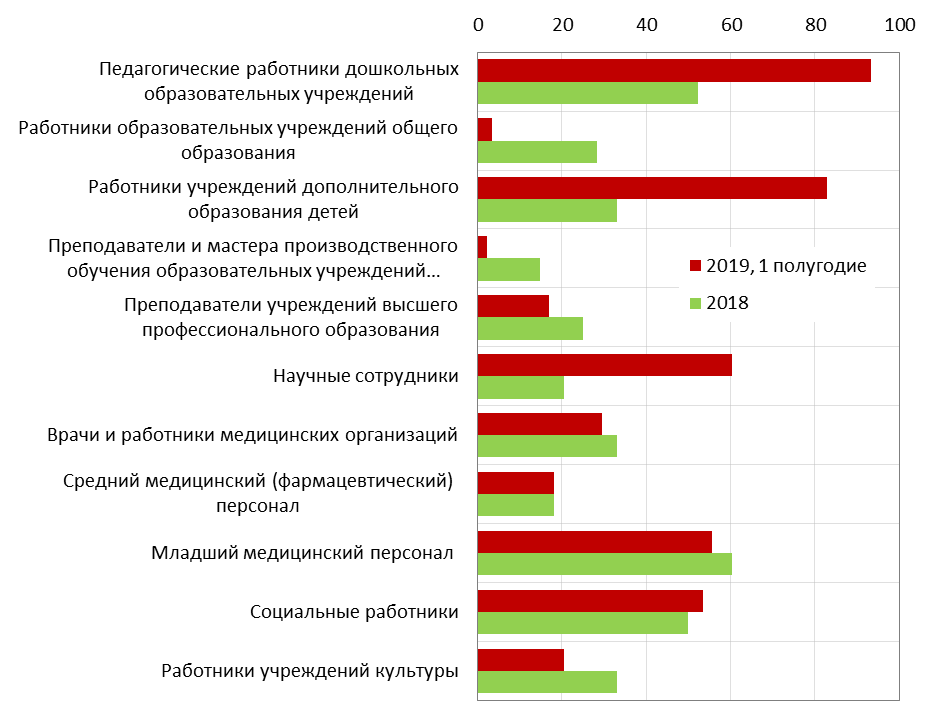 0 20 40 60 80 100
Педагогические работники дошкольных
образовательных учреждений
Работники образовательных учреждений общего
образования
Работники учреждений дополнительного
образования детей
Преподаватели и мастера производственного
обучения образовательных учреждений...
Преподаватели учреждений высшего
профессионального образования
Научные сотрудники
Врачи и работники медицинских организаций
Средний медицинский (фармацевтический)
персонал
Младший медицинский персонал
Социальные работники
Работники учреждений культуры
2019, 1 полугодие
2018